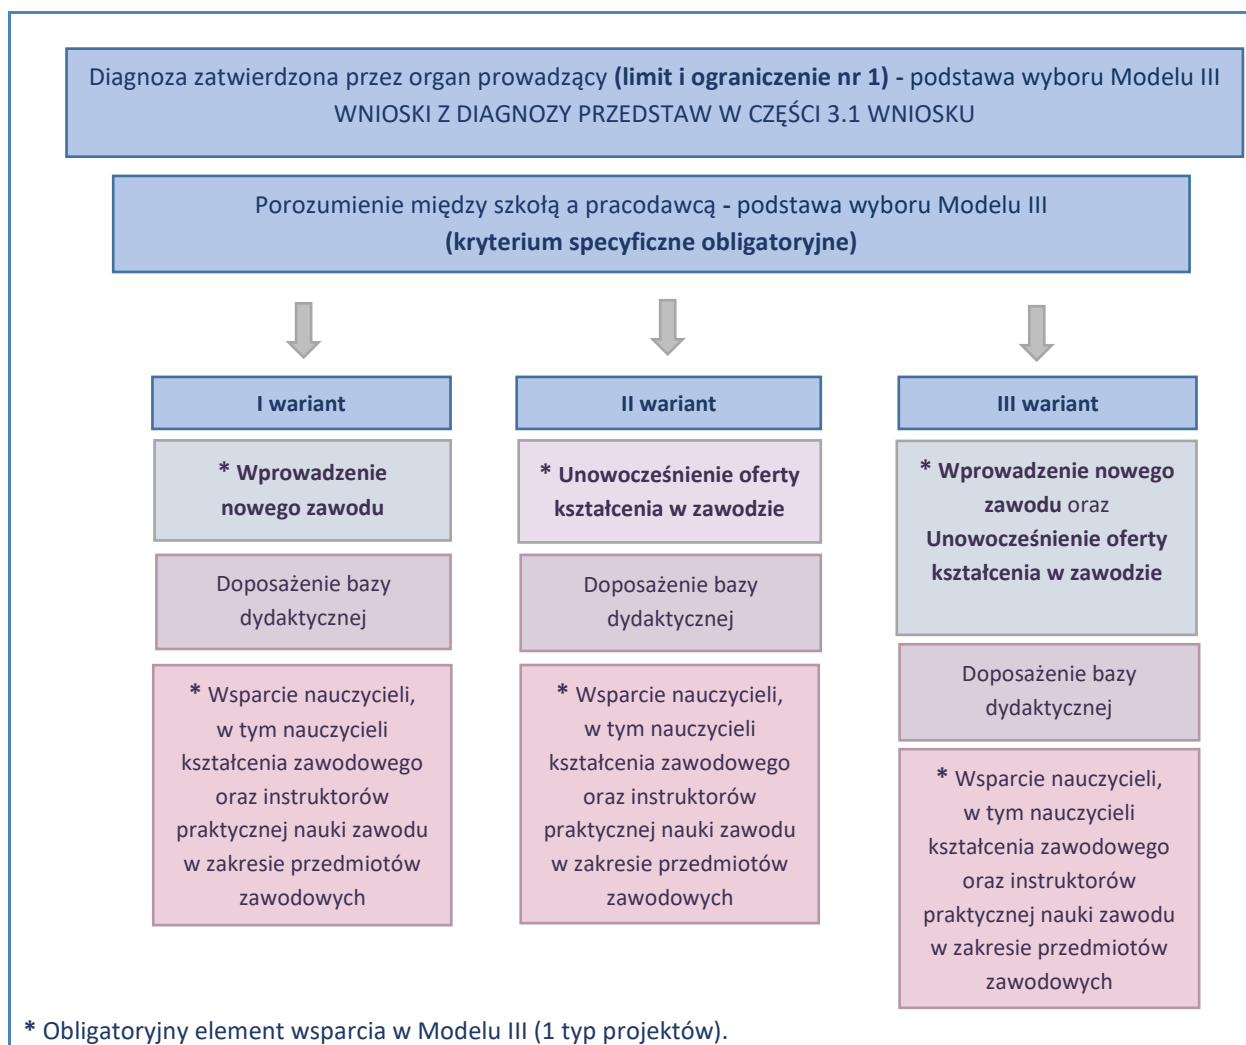 Diagnoza zatwierdzona przez organ prowadzący (limit i ograniczenie nr 1) - podstawa wyboru Modelu III
WNIOSKI Z DIAGNOZY PRZEDSTAW W CZĘŚCI 3.1 WNIOSKU
Porozumienie między szkołą a pracodawcą - podstawa wyboru Modelu III
(kryterium specyficzne obligatoryjne)
I wariant
* Wprowadzenie
nowego zawodu
Doposażenie bazy
dydaktycznej
* Wsparcie nauczycieli,
w tym nauczycieli
kształcenia zawodowego
oraz instruktorów
praktycznej nauki zawodu
w zakresie przedmiotów
zawodowych
II wariant
* Unowocześnienie oferty
kształcenia w zawodzie
Doposażenie bazy
dydaktycznej
* Wsparcie nauczycieli,
w tym nauczycieli
kształcenia zawodowego
oraz instruktorów
praktycznej nauki zawodu
w zakresie przedmiotów
zawodowych
III wariant
* Wprowadzenie nowego
zawodu oraz
Unowocześnienie oferty
kształcenia w zawodzie
Doposażenie bazy
dydaktycznej
* Wsparcie nauczycieli,
w tym nauczycieli
kształcenia zawodowego
oraz instruktorów
praktycznej nauki zawodu
w zakresie przedmiotów
zawodowych
* Obligatoryjny element wsparcia w Modelu III (1 typ projektów).